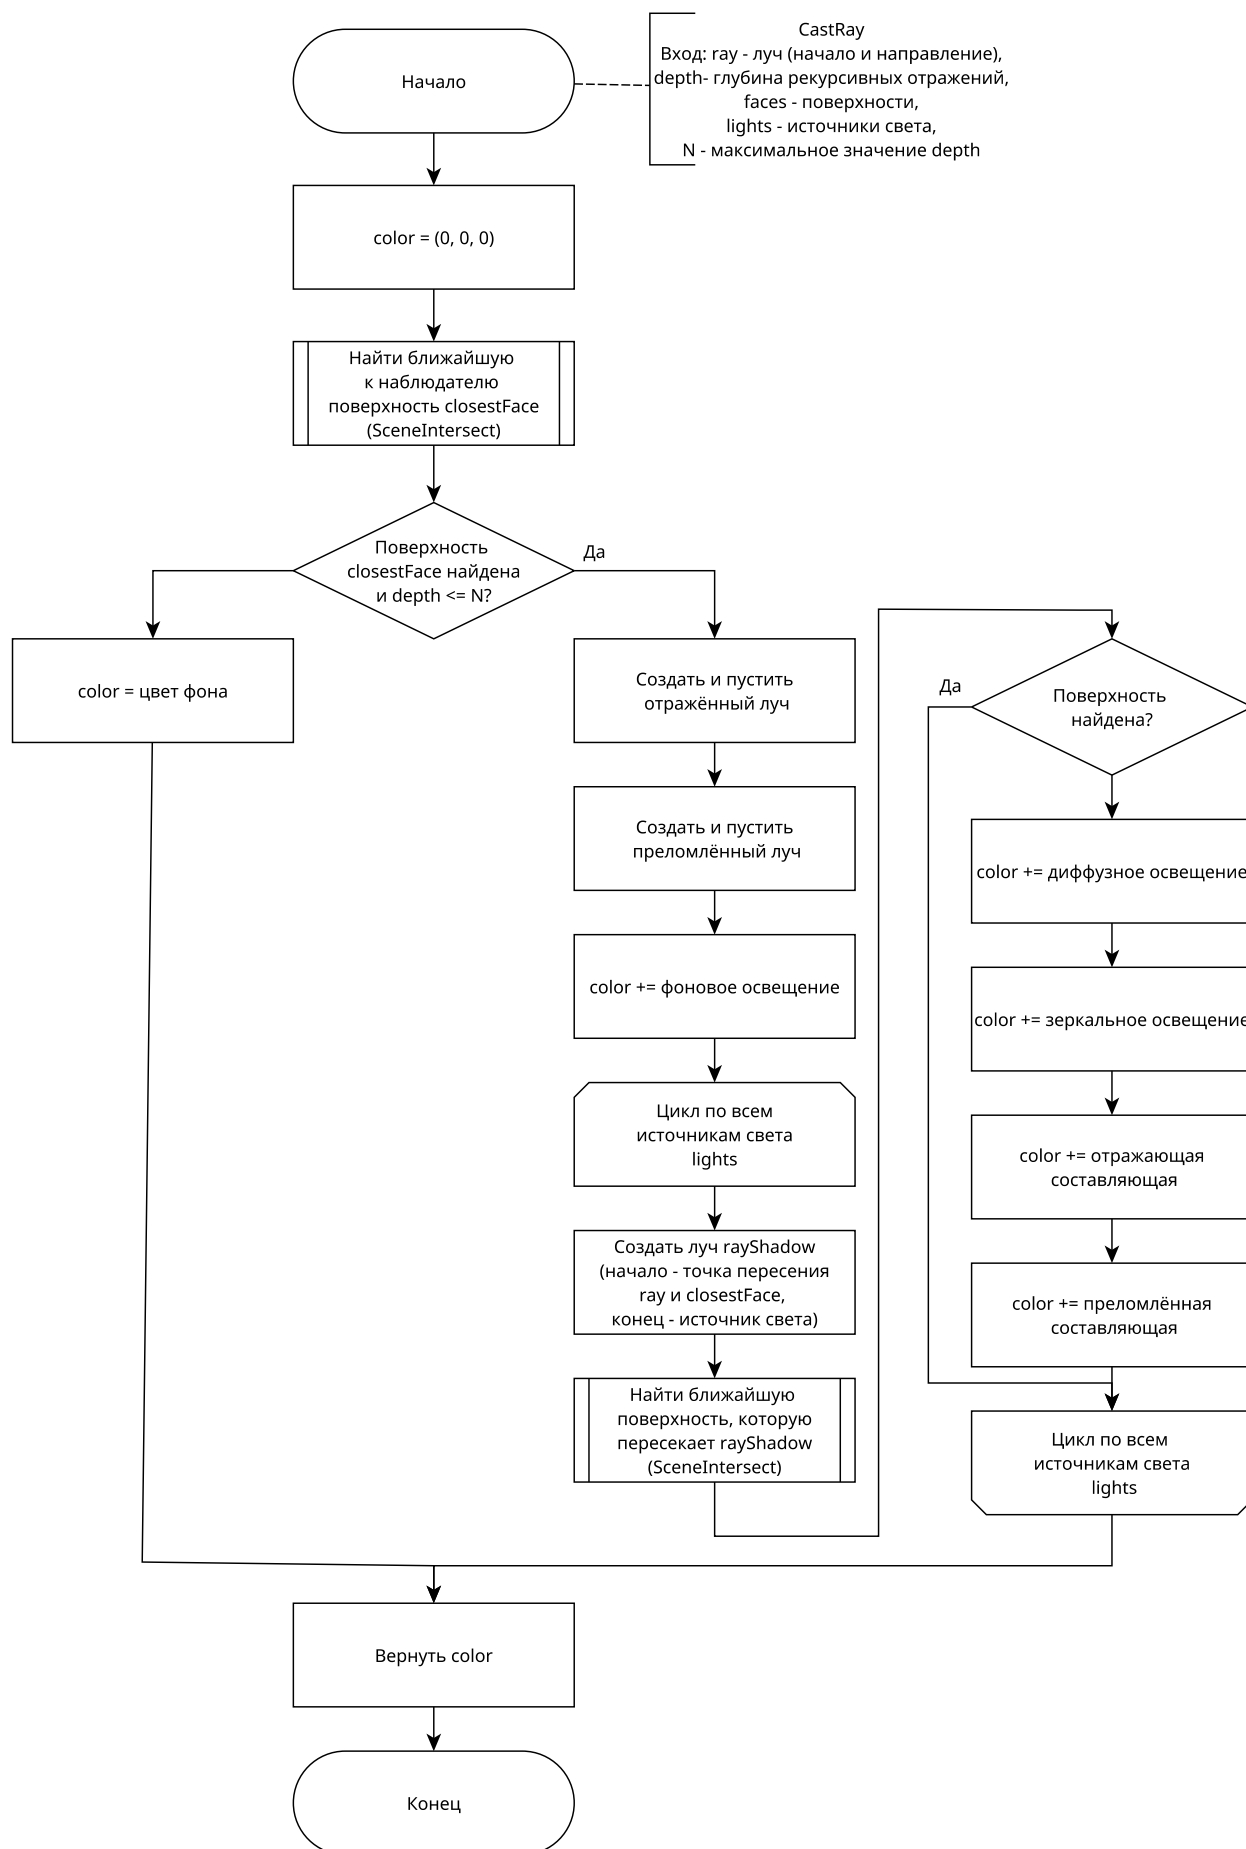 Начало
CastRay
Вход: ray - луч (начало и направление),
depth- глубина рекурсивных отражений,
faces - поверхности,
lights - источники света,
N - максимальное значение depth
color = (0, 0, 0)
Найти ближайшую
к наблюдателю
поверхность closestFace
(SceneIntersect)
Поверхность
closestFace найдена
и depth <= N?
Да
color = цвет фона
Создать и пустить
отражённый луч
Создать и пустить
преломлённый луч
color += фоновое освещение
Цикл по всем
источникам света
lights
Создать луч rayShadow
(начало - точка пересения
ray и closestFace,
конец - источник света)
Найти ближайшую
поверхность, которую
пересекает rayShadow
(SceneIntersect)
Да
Поверхность
найдена?
color += диффузное освещение
color += зеркальное освещение
color += отражающая
составляющая
color += преломлённая
составляющая
Цикл по всем
источникам света
lights
Вернуть color
Конец